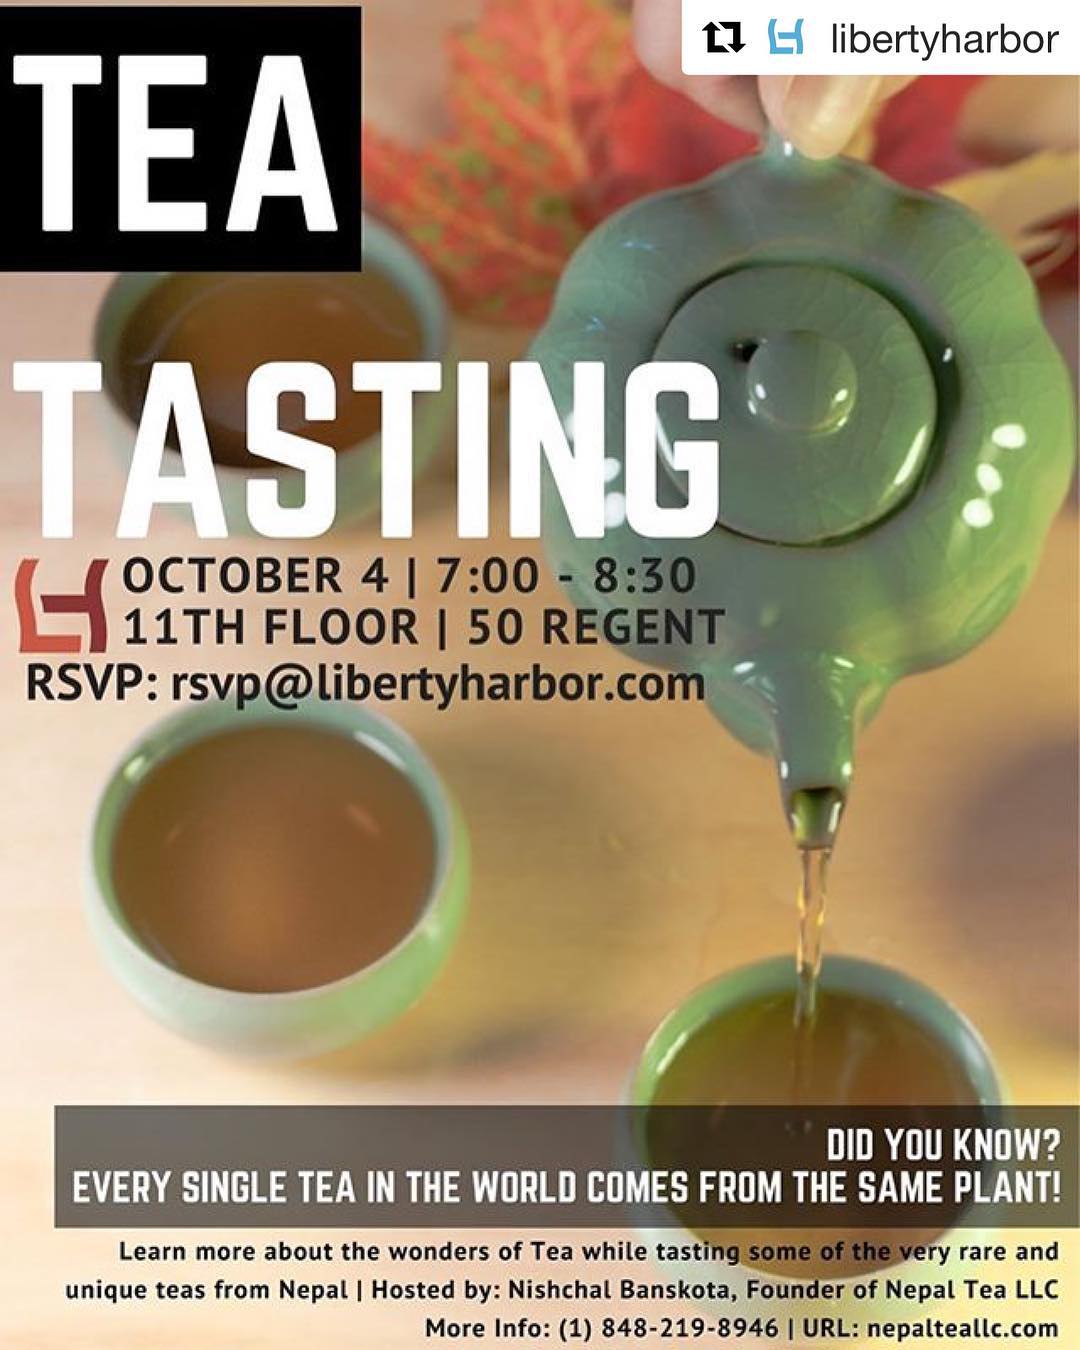 libertyharbor
TEA
TASTING
OCTOBER 4 | 7:00 - 8:30
11TH FLOOR | 50 REGENT
RSVP: rsvp@libertyharbor.com
DID YOU KNOW?
EVERY SINGLE TEA IN THE WORLD COMES FROM THE SAME PLANT!
Learn more about the wonders of Tea while tasting some of the very rare and
unique teas from Nepal | Hosted by: Nishchal Banskota, Founder of Nepal Tea LLC
More Info: (1) 848-219-8946 | URL: nepalteallc.com